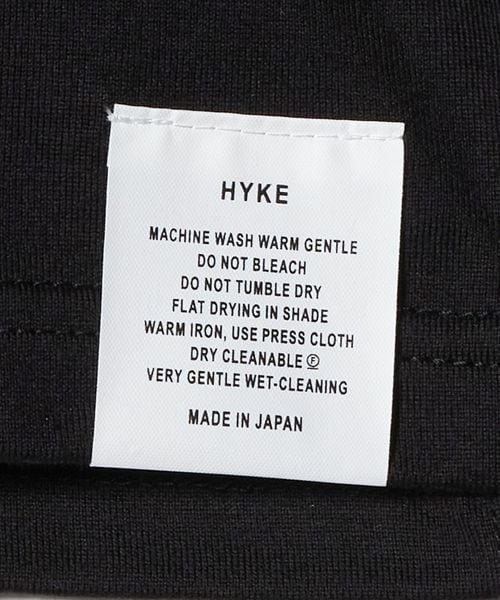 HYKE
MACHINE WASH WARM GENTLE
DO NOT BLEACH
DO NOT TUMBLE DRY
FLAT DRYING IN SHADE
WARM IRON, USE PRESS CLOTH
DRY CLEANABLE Ⓕ
VERY GENTLE WET-CLEANING
MADE IN JAPAN